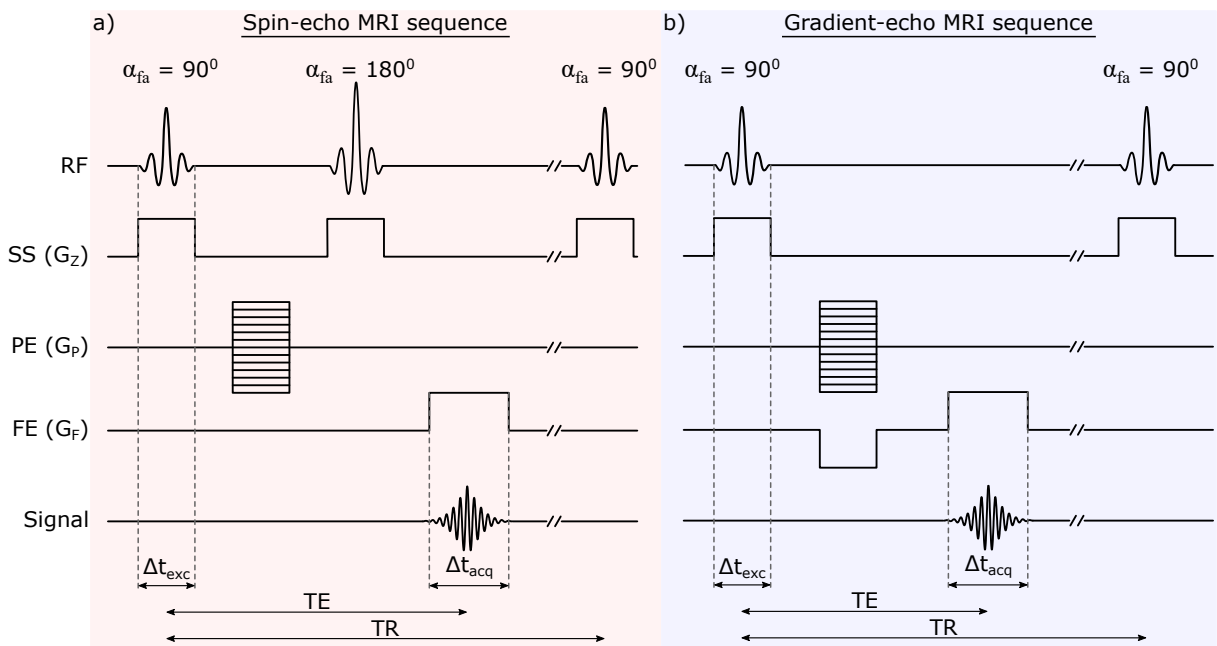 a)
Spin-echo MRI sequence
αfa = 90⁰
αfa = 180⁰
αfa = 90⁰
RF
SS (GZ)
PE (GP)
FE (GF)
Signal
Δtexc
Δtacq
TE
TR
b)
Gradient-echo MRI sequence
αfa = 90⁰
αfa = 90⁰
Δtexc
Δtacq
TE
TR